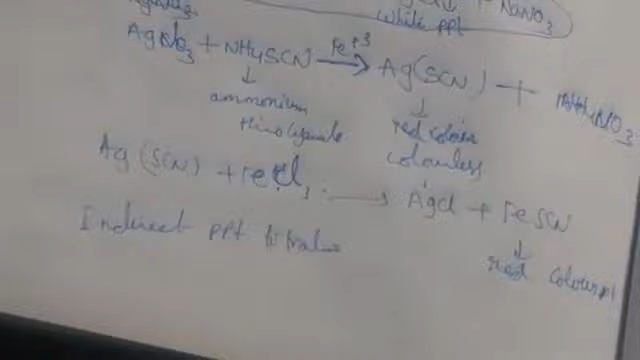 + NaNO3
White ppt
AgNO3 + NH4SCN Fe+3 → Ag(SCN) + NH4NO3
↓ ↓
ammonium red colour
thiocyanate colourless
Ag(SCN) + FeCl3 → AgCl + FeSCN
↓
Indirect ppt titration
red colour